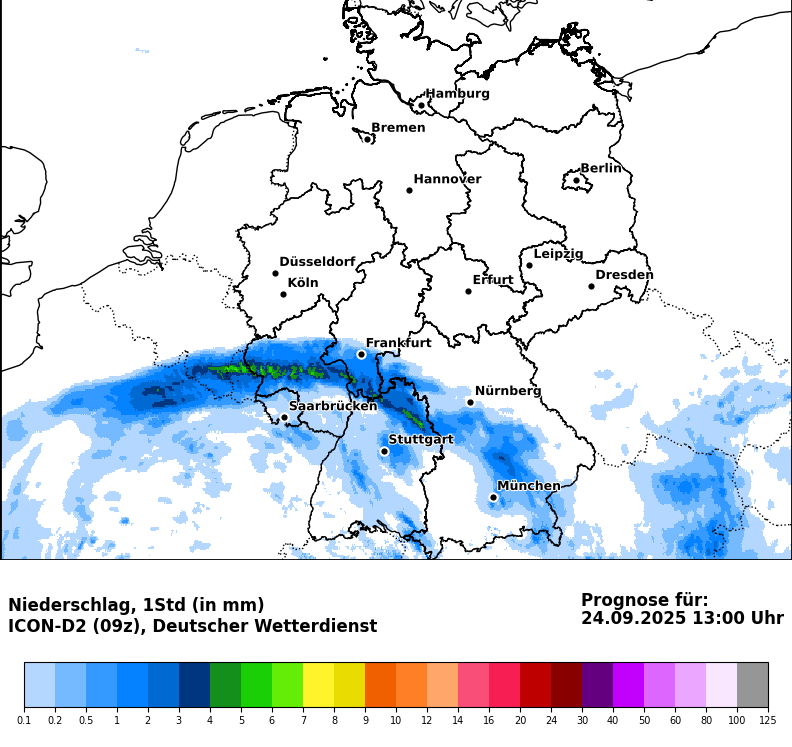 Hamburg
Bremen
Berlin
Hannover
Leipzig
Düsseldorf
Dresden
Köln
Erfurt
Frankfurt
Nürnberg
Saarbrücken
Stuttgart
München
Niederschlag, 1Std (in mm)
ICON-D2 (09z), Deutscher Wetterdienst
Prognose für:
24.09.2025 13:00 Uhr
0.1 0.2 0.5 1 2 3 4 5 6 7 8 9 10 12 14 16 20 24 30 40 50 60 80 100 125